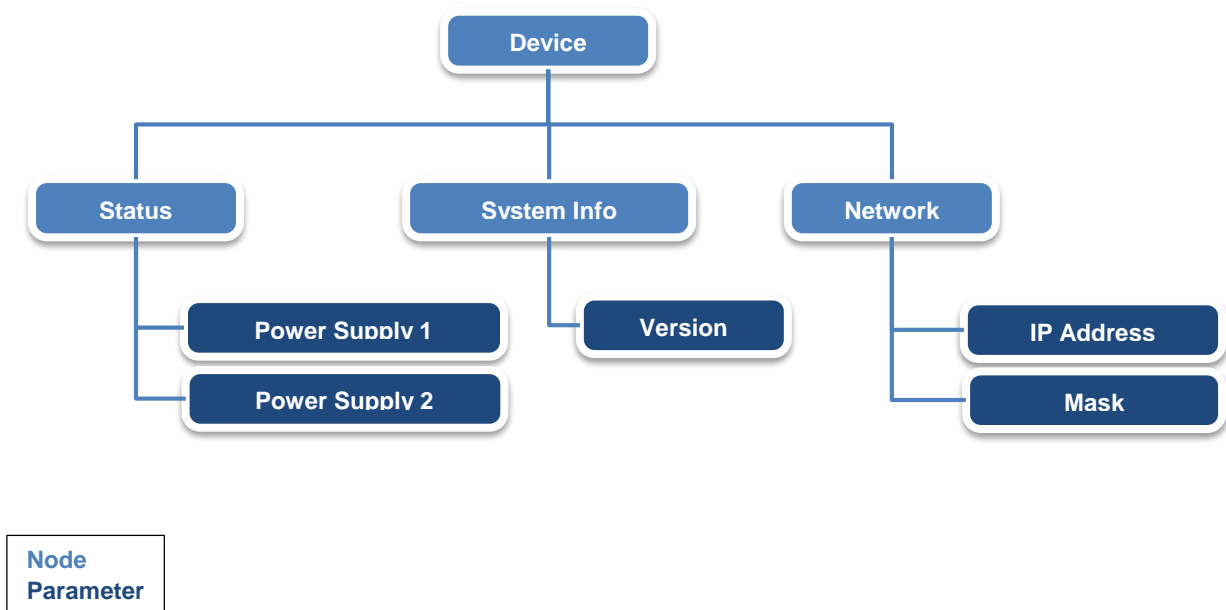 Device
Status
System Info
Network
Power Supply 1
Version
IP Address
Power Supply 2
Mask
Node
Parameter